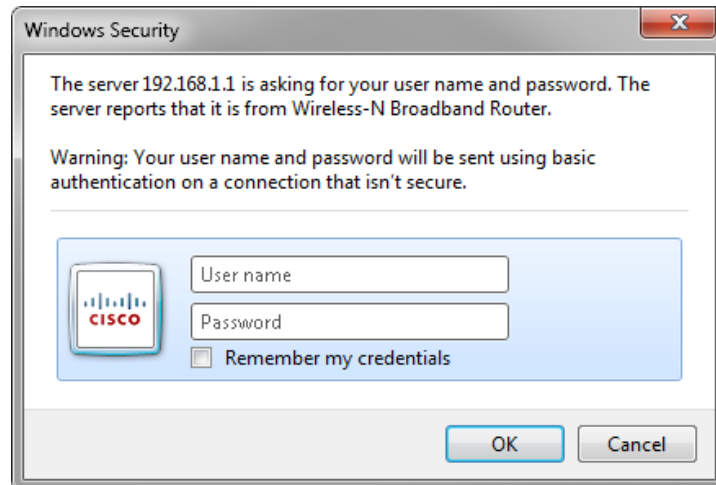 Windows Security
The server 192.168.1.1 is asking for your user name and password. The
server reports that it is from Wireless-N Broadband Router.
Warning: Your user name and password will be sent using basic
authentication on a connection that isn't secure.
User name
CISCO
Password
Remember my credentials
OK Cancel